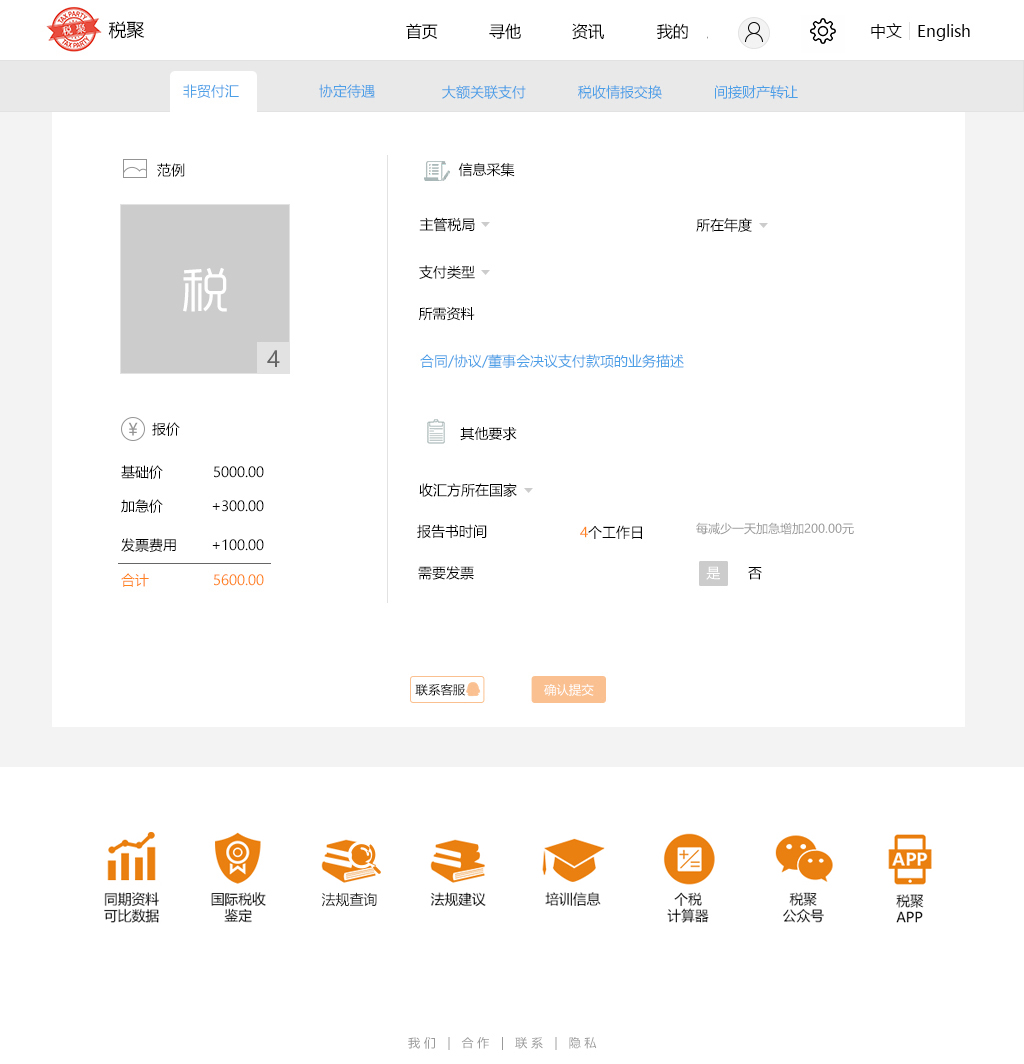 TAX PARTY
税聚
TAX PARTY
税聚
首页 寻他 资讯 我的 中文 English
非贸付汇 协定待遇 大额关联支付 税收情报交换 间接财产转让
范例
税
4
报价
基础价 5000.00
加急价 +300.00
发票费用 +100.00
合计 5600.00
信息采集
主管税局 所在年度
支付类型
所需资料
合同/协议/董事会决议支付款项的业务描述
其他要求
收汇方所在国家
报告书时间 4个工作日 每减少一天加急增加200.00元
需要发票 是 否
联系客服 确认提交
同期资料
可比数据
国际税收
鉴定
法规查询
法规建议
培训信息
个税
计算器
税聚
公众号
APP
税聚
APP
我们 | 合作 | 联系 | 隐私